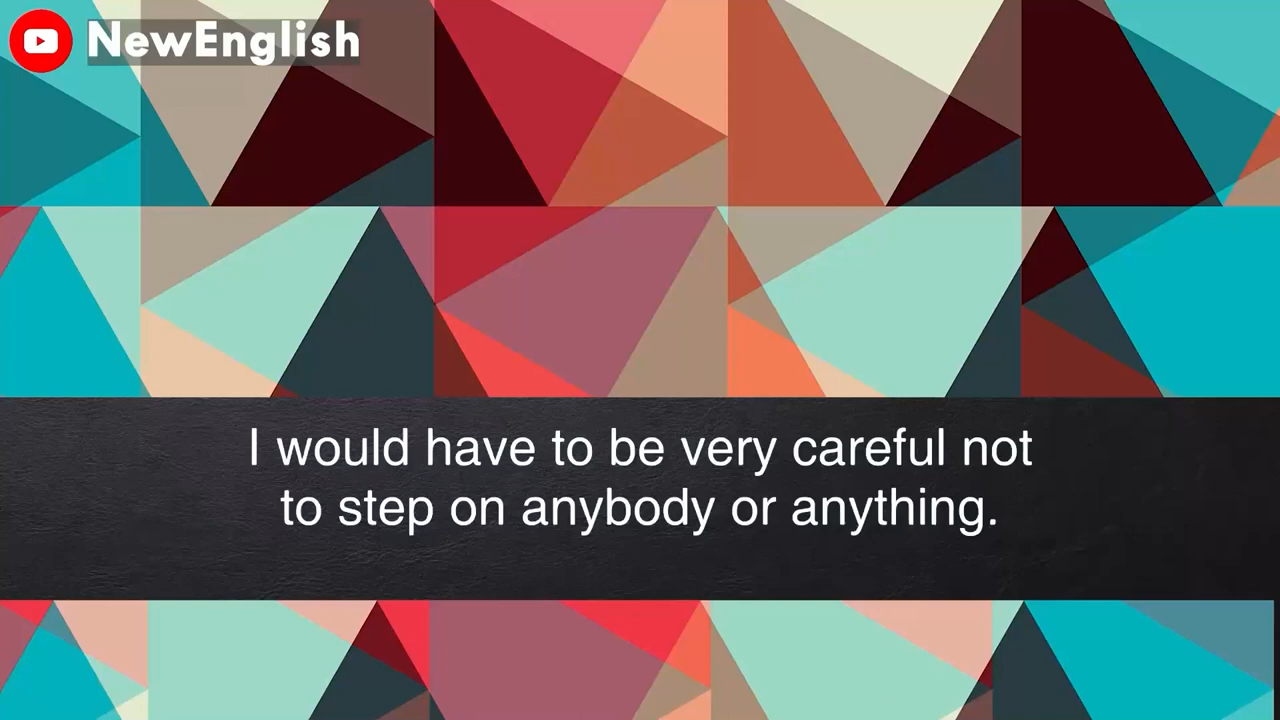 NewEnglish
I would have to be very careful not
to step on anybody or anything.